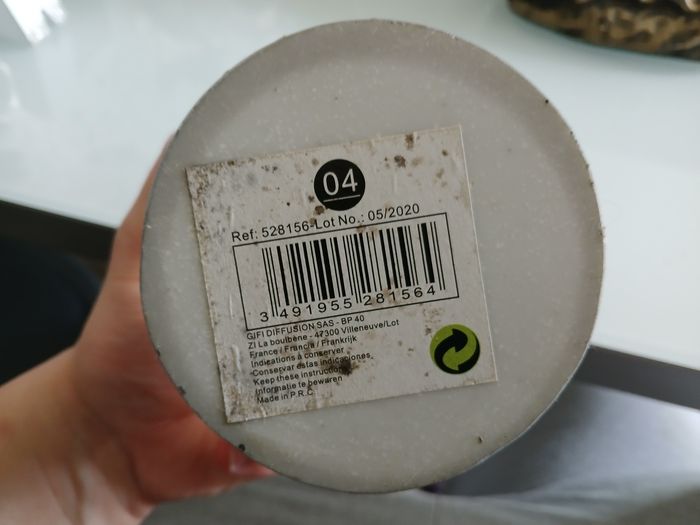 04
Ref: 528156-Lot No.: 05/2020
3 491955 281564
GIFI DIFFUSION SAS - BP 40
ZI La boulbène - 47300 Villeneuve/Lot
France / Francia / Frankrijk
Indications à conserver
Conservar estas indicaciones
Keep these instructions
Informatie te bewaren
Made in P.R.C